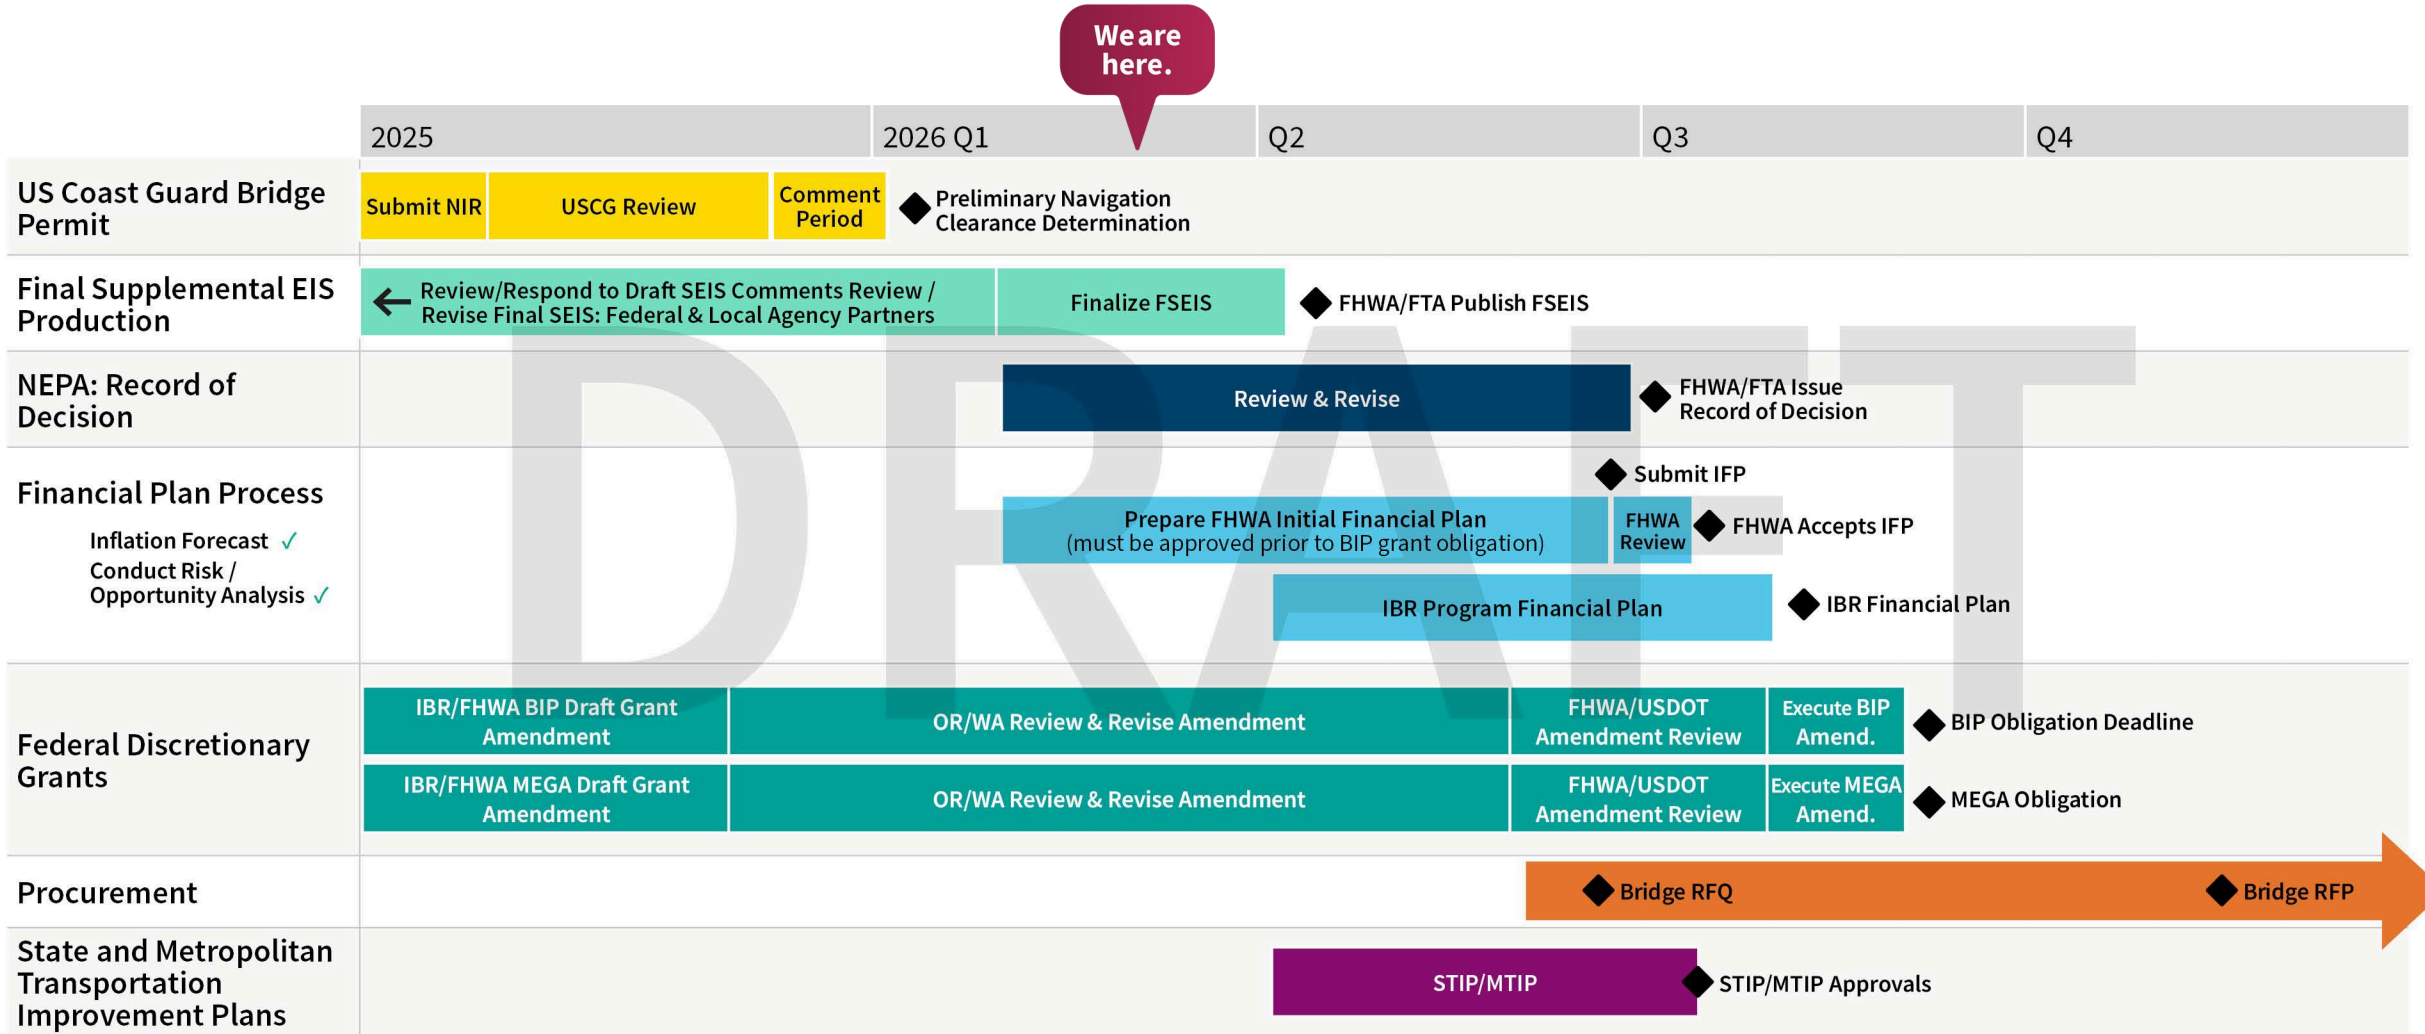 We are
here.
2025
2026 Q1
Q2
Q3
Q4
US Coast Guard Bridge
Permit
Submit NIR
USCG Review
Comment
Period
Preliminary Navigation
Clearance Determination
Final Supplemental EIS
Production
← Review/Respond to Draft SEIS Comments Review /
Revise Final SEIS: Federal & Local Agency Partners
Finalize FSEIS
FHWA/FTA Publish FSEIS
NEPA: Record of
Decision
Review & Revise
FHWA/FTA Issue
Record of Decision
Financial Plan Process
Inflation Forecast ✓
Conduct Risk /
Opportunity Analysis ✓
Submit IFP
Prepare FHWA Initial Financial Plan
(must be approved prior to BIP grant obligation)
FHWA
Review
FHWA Accepts IFP
IBR Program Financial Plan
IBR Financial Plan
Federal Discretionary
Grants
IBR/FHWA BIP Draft Grant
Amendment
OR/WA Review & Revise Amendment
FHWA/USDOT
Amendment Review
Execute BIP
Amend.
BIP Obligation Deadline
IBR/FHWA MEGA Draft Grant
Amendment
OR/WA Review & Revise Amendment
FHWA/USDOT
Amendment Review
Execute MEGA
Amend.
MEGA Obligation
Procurement
Bridge RFQ
Bridge RFP
State and Metropolitan
Transportation
Improvement Plans
STIP/MTIP
STIP/MTIP Approvals
DRAFT